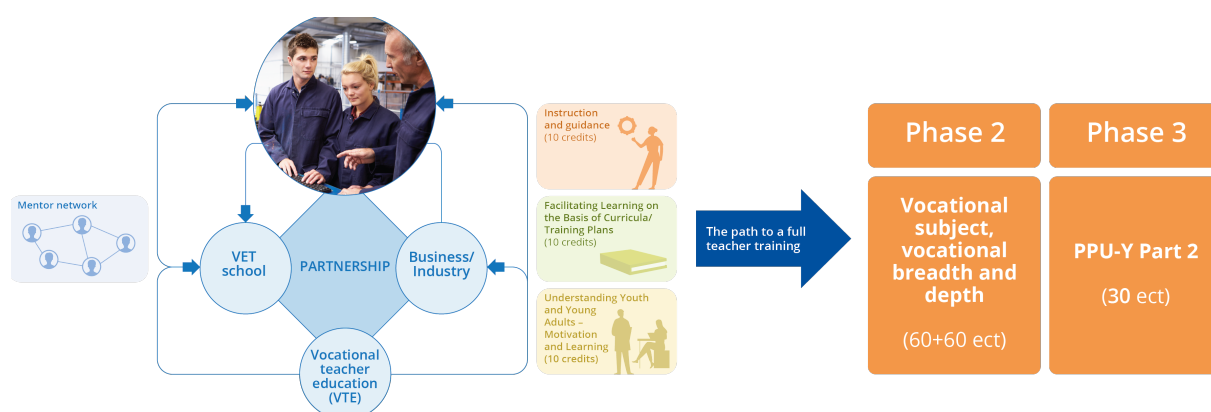 Mentor network
VET
school
PARTNERSHIP
Business/
Industry
Vocational
teacher
education
(VTE)
Instruction
and guidance
(10 credits)
Facilitating Learning on
the Basis of Curricula/
Training Plans
(10 credits)
Understanding Youth
and Young
Adults –
Motivation
and Learning
(10 credits)
The path to a full
teacher training
Phase 2
Vocational
subject,
vocational
breadth and
depth
(60+60 ect)
Phase 3
PPU-Y Part 2
(30 ect)